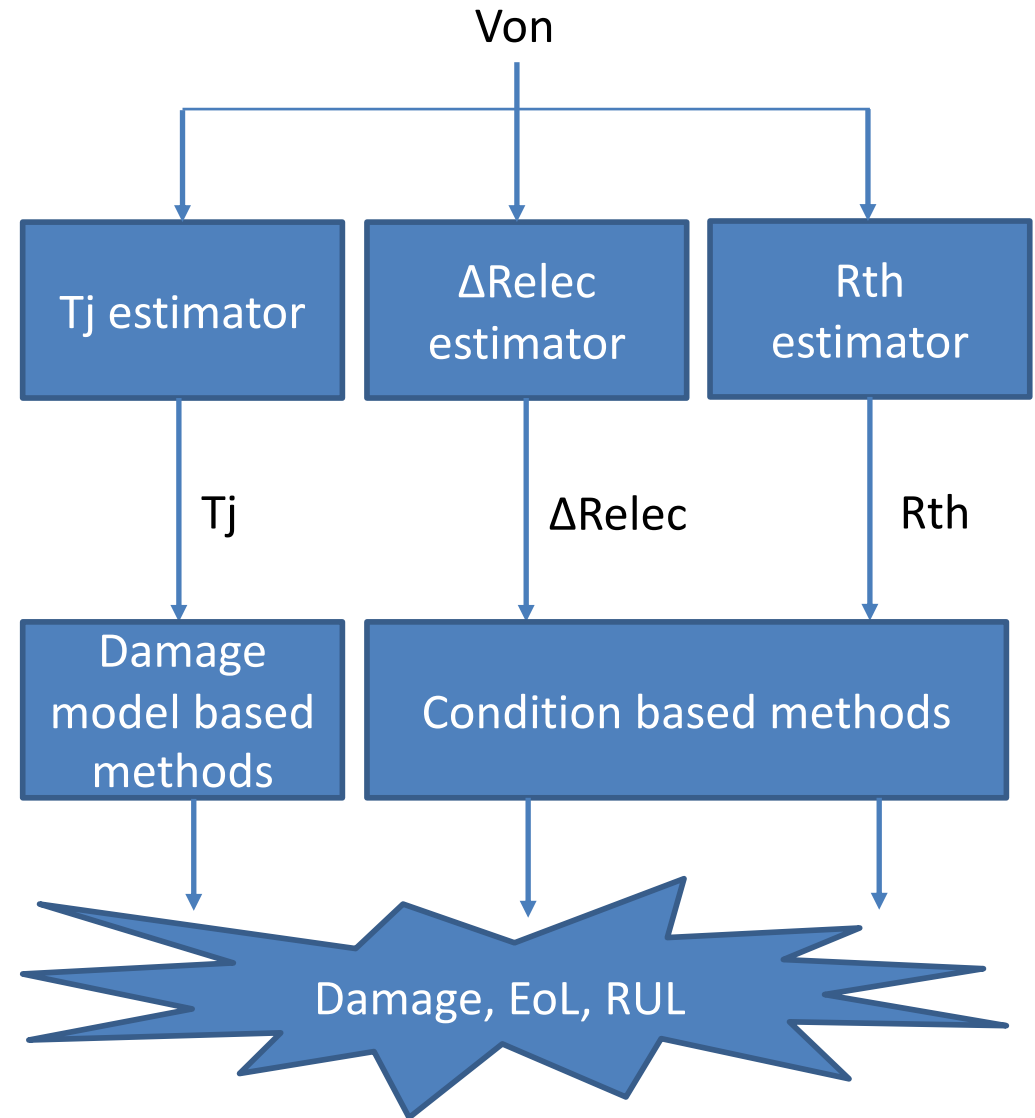 Von
Tj estimator
ΔRelec
estimator
Rth
estimator
Tj
ΔRelec
Rth
Damage
model based
methods
Condition based methods
Damage, EoL, RUL